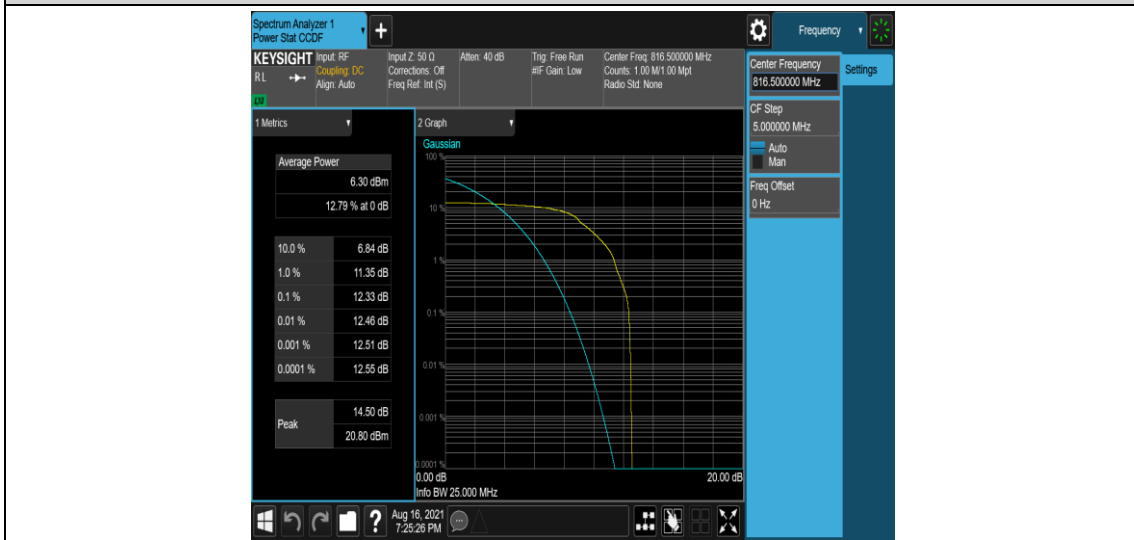 Spectrum Analyzer 1
Power Stat CCDF
+
Frequency
KEYSIGHT
RL
Input: RF
Coupling: DC
Align: Auto
Input Z: 50 Ω
Corrections: Off
Freq Ref: Int (S)
Atten: 40 dB
Trig: Free Run
#IF Gain: Low
Center Freq: 816.500000 MHz
Counts: 1.00 M/1.00 Mpt
Radio Std: None
Center Frequency
816.500000 MHz
Settings
CF Step
5.000000 MHz
Auto
Man
Freq Offset
0 Hz
1 Metrics
Average Power
6.30 dBm
12.79 % at 0 dB
10.0 % 6.84 dB
1.0 % 11.35 dB
0.1 % 12.33 dB
0.01 % 12.46 dB
0.001 % 12.51 dB
0.0001 % 12.55 dB
Peak
14.50 dB
20.80 dBm
2 Graph
Gaussian
100 %
10 %
1 %
0.1 %
0.01 %
0.001 %
0.0001 %
0.00 dB 20.00 dB
Info BW 25.000 MHz
?
Aug 16, 2021
7:25:26 PM